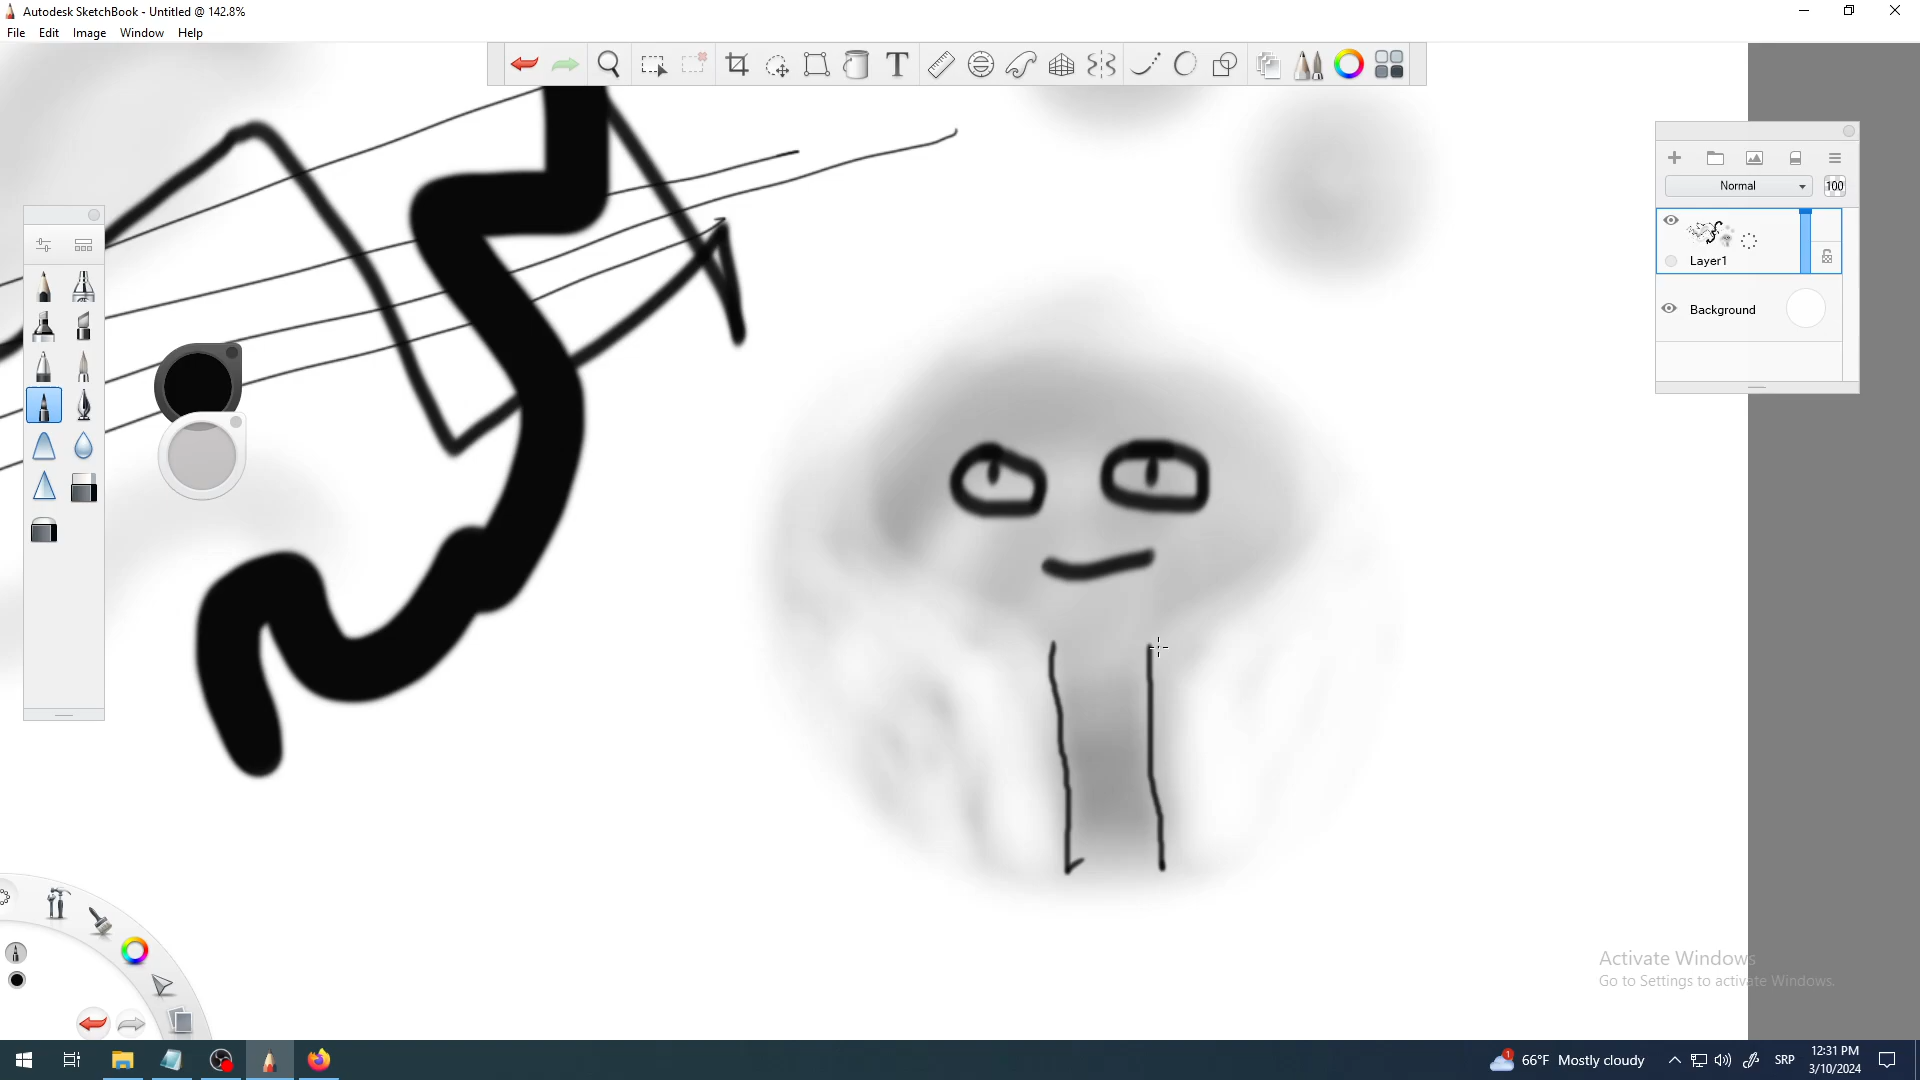 Autodesk SketchBook - Untitled @ 142.8%
File Edit Image Window Help
T
Normal 100
Layer1
Background
Activate Windows
Go to Settings to activate Windows.
1 66°F Mostly cloudy SRP 12:31 PM
3/10/2024